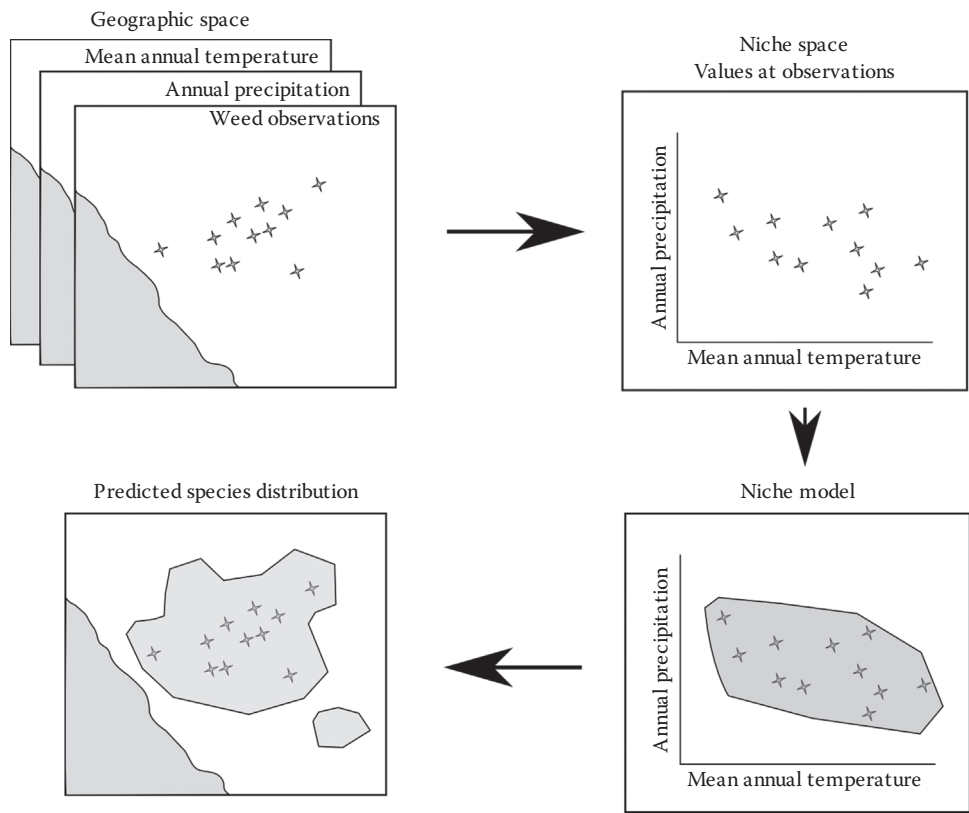 Geographic space
Mean annual temperature
Annual precipitation
Weed observations
Niche space
Values at observations
Annual precipitation
Mean annual temperature
Predicted species distribution
Niche model
Annual precipitation
Mean annual temperature